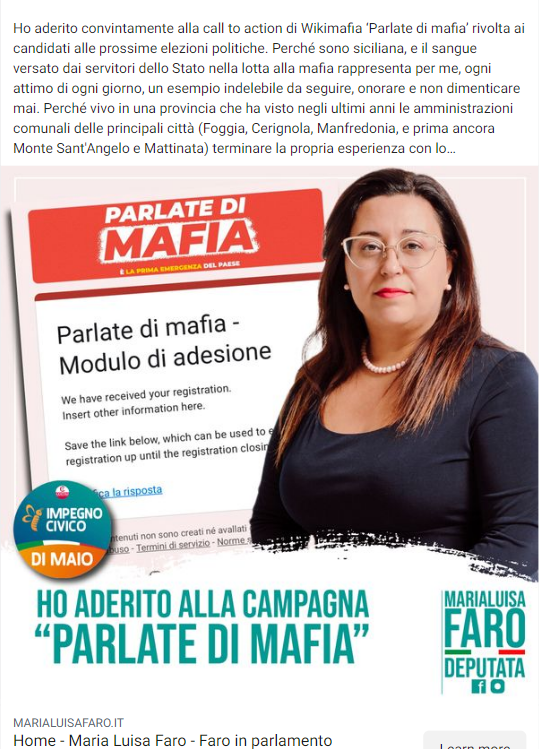 Ho aderito convintamente alla call to action di Wikimafia ‘Parlate di mafia’ rivolta ai
candidati alle prossime elezioni politiche. Perché sono siciliana, e il sangue
versato dai servitori dello Stato nella lotta alla mafia rappresenta per me, ogni
attimo di ogni giorno, un esempio indelebile da seguire, onorare e non dimenticare
mai. Perché vivo in una provincia che ha visto negli ultimi anni le amministrazioni
comunali delle principali città (Foggia, Cerignola, Manfredonia, e prima ancora
Monte Sant'Angelo e Mattinata) terminare la propria esperienza con lo...
PARLATE DI
MAFIA
È LA PRIMA EMERGENZA DEL PAESE
Parlate di mafia -
Modulo di adesione
We have received your registration.
Insert other information here.
Save the link below, which can be used to e
registration up until the registration closin
ca la risposta
ntenuti non sono creati né avallati
buso - Termini di servizio - Norme s
IMPEGNO
CIVICO
DI MAIO
HO ADERITO ALLA CAMPAGNA
“PARLATE DI MAFIA”
MARIALUISA
FARO
DEPUTATA
MARIALUISAFARO.IT
Home - Maria Luisa Faro - Faro in parlamento
Learn more